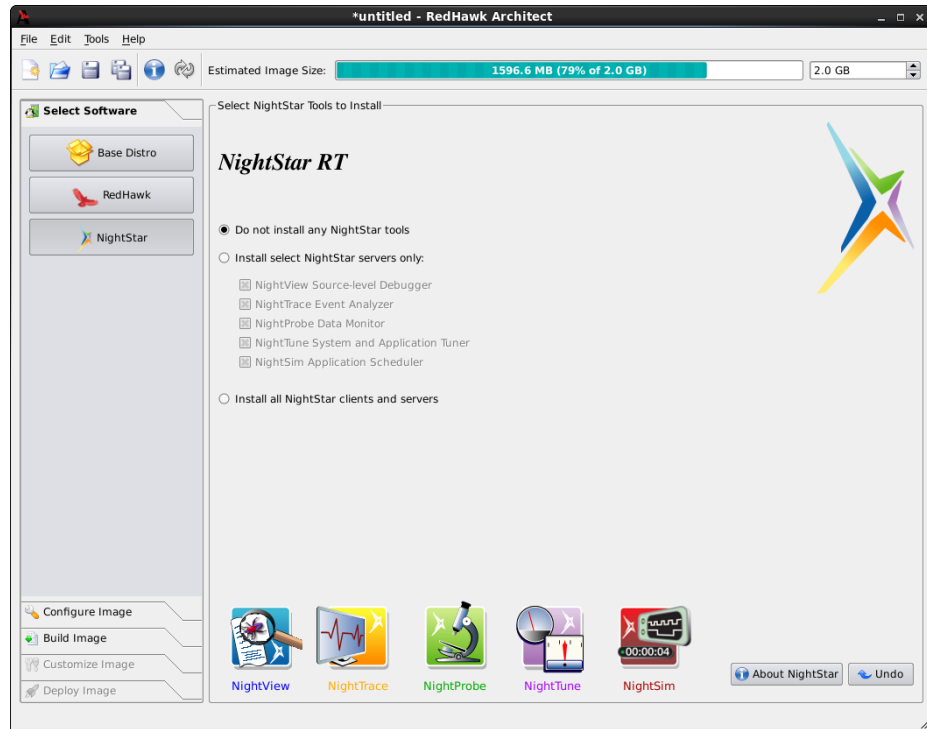 *untitled - RedHawk Architect
File Edit Tools Help
Estimated Image Size: 1596.6 MB (79% of 2.0 GB) 2.0 GB
Select Software
Base Distro
RedHawk
NightStar
Select NightStar Tools to Install
NightStar RT
Do not install any NightStar tools
Install select NightStar servers only:
NightView Source-level Debugger
NightTrace Event Analyzer
NightProbe Data Monitor
NightTune System and Application Tuner
NightSim Application Scheduler
Install all NightStar clients and servers
Configure Image
Build Image
Customize Image
Deploy Image
00:00:04
NightView NightTrace NightProbe NightTune NightSim
About NightStar Undo